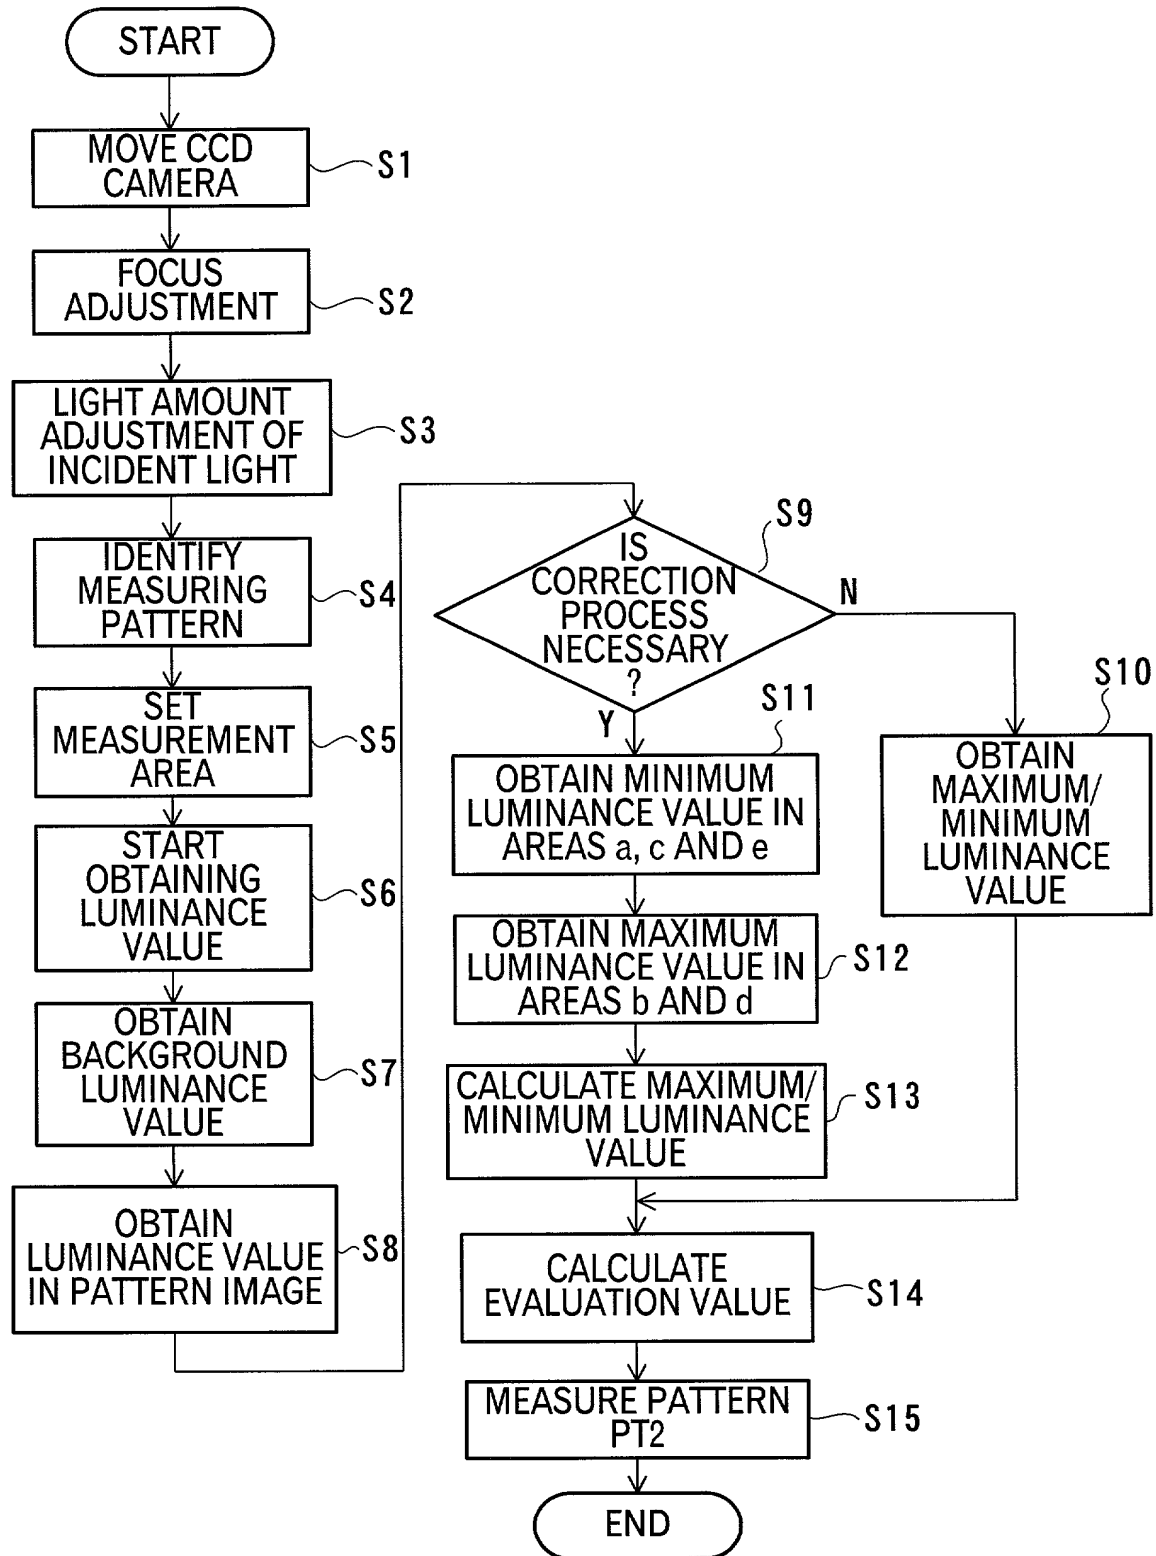 START
MOVE CCD
CAMERA
S1
FOCUS
ADJUSTMENT
S2
LIGHT AMOUNT
ADJUSTMENT OF
INCIDENT LIGHT
S3
IDENTIFY
MEASURING
PATTERN
S4
SET
MEASUREMENT
AREA
S5
START
OBTAINING
LUMINANCE
VALUE
S6
OBTAIN
BACKGROUND
LUMINANCE
VALUE
S7
OBTAIN
LUMINANCE VALUE
IN PATTERN IMAGE
S8
IS
CORRECTION
PROCESS
NECESSARY
?
S9
N
Y
S10
OBTAIN
MAXIMUM/
MINIMUM
LUMINANCE
VALUE
S11
OBTAIN MINIMUM
LUMINANCE VALUE IN
AREAS a, c AND e
OBTAIN MAXIMUM
LUMINANCE VALUE IN
AREAS b AND d
S12
CALCULATE MAXIMUM/
MINIMUM LUMINANCE
VALUE
S13
CALCULATE
EVALUATION VALUE
S14
MEASURE PATTERN
PT2
S15
END